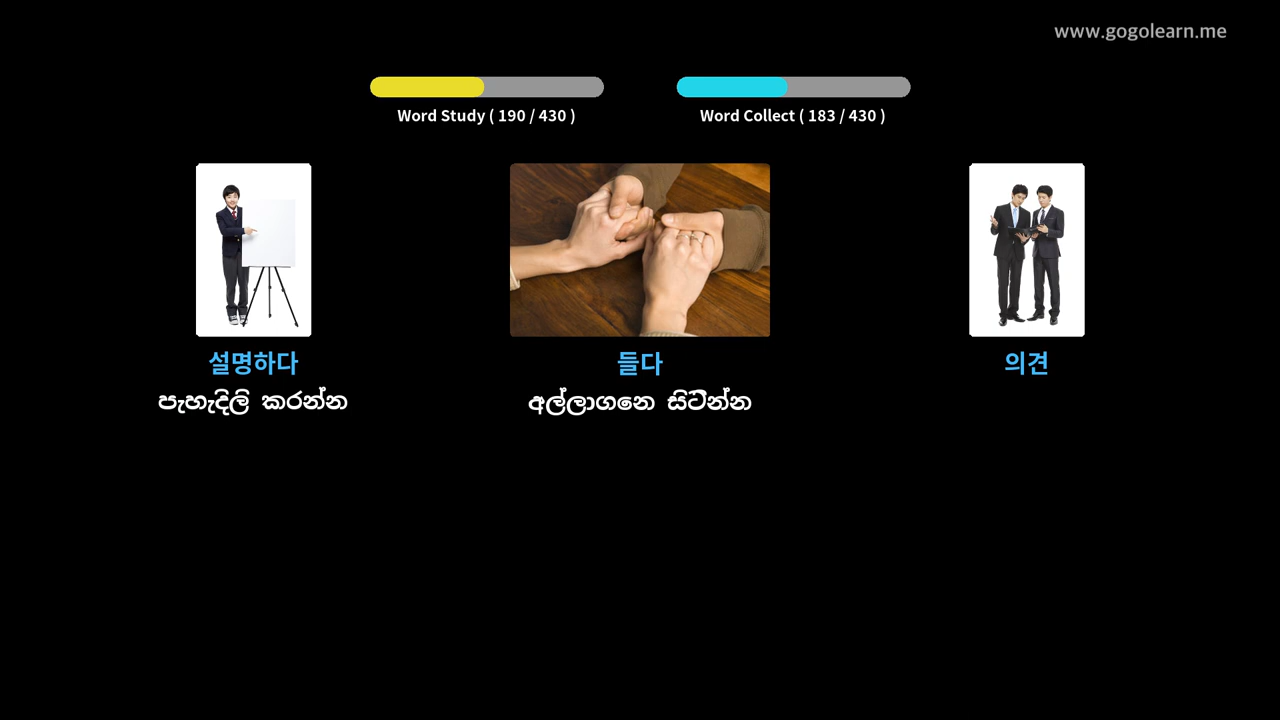 www.gogolearn.me
Word Study ( 190 / 430 )
Word Collect ( 183 / 430 )
설명하다
들다
의견
පැහැදිලි කරන්න
අල්ලාගනෙ සිටින්න